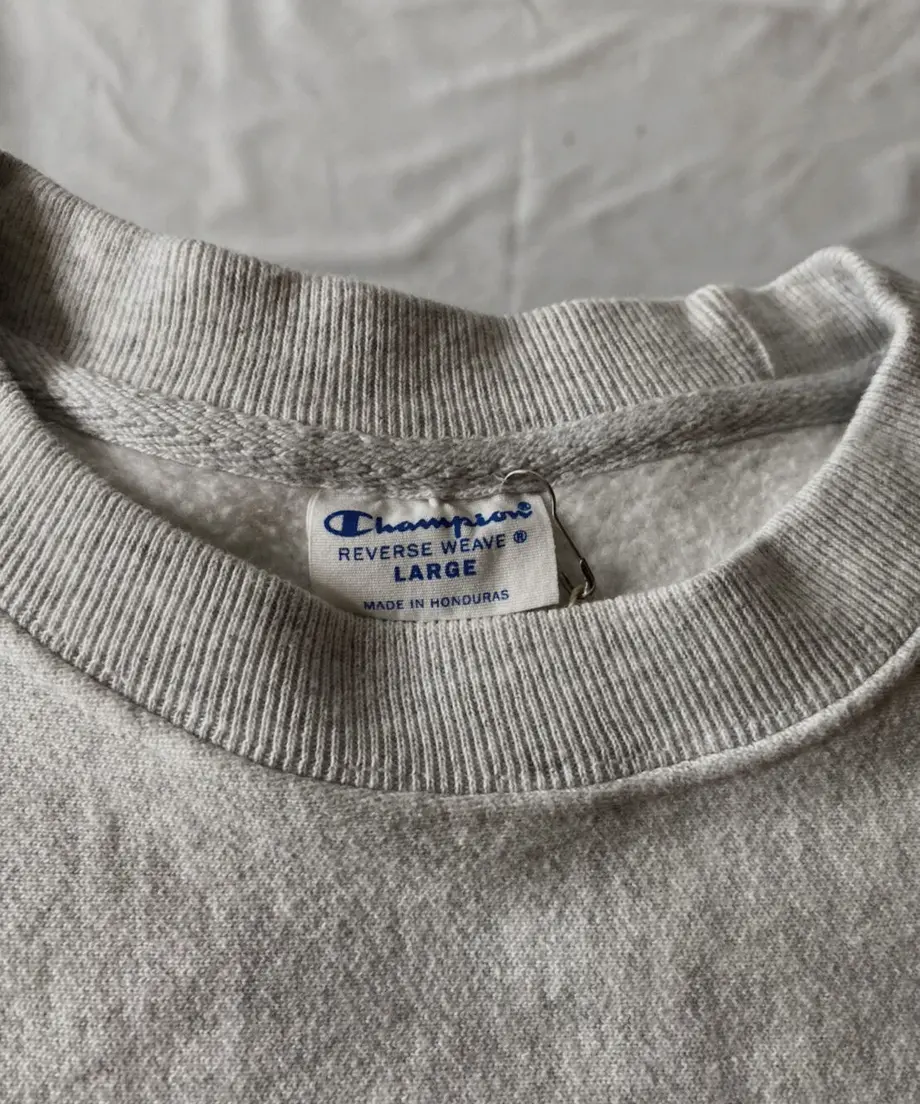 Champion®
REVERSE WEAVE ®
LARGE
MADE IN HONDURAS